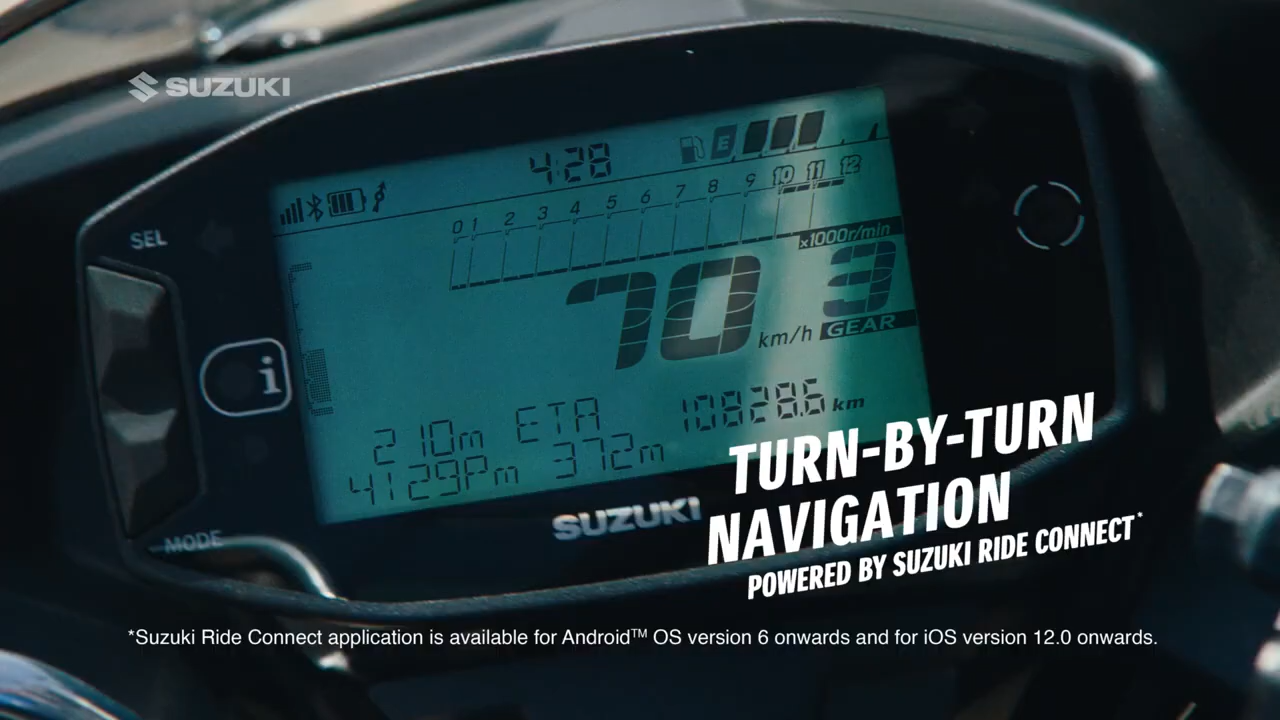 SUZUKI
4:28
E
0 1 2 3 4 5 6 7 8 9 10 11 12
x1000r/min
SEL
70 km/h
3
GEAR
i
210m ETA 10828.6 km
4:29Pm 372m
SUZUKI
MODE
TURN-BY-TURN
NAVIGATION
POWERED BY SUZUKI RIDE CONNECT*
*Suzuki Ride Connect application is available for Android™ OS version 6 onwards and for iOS version 12.0 onwards.